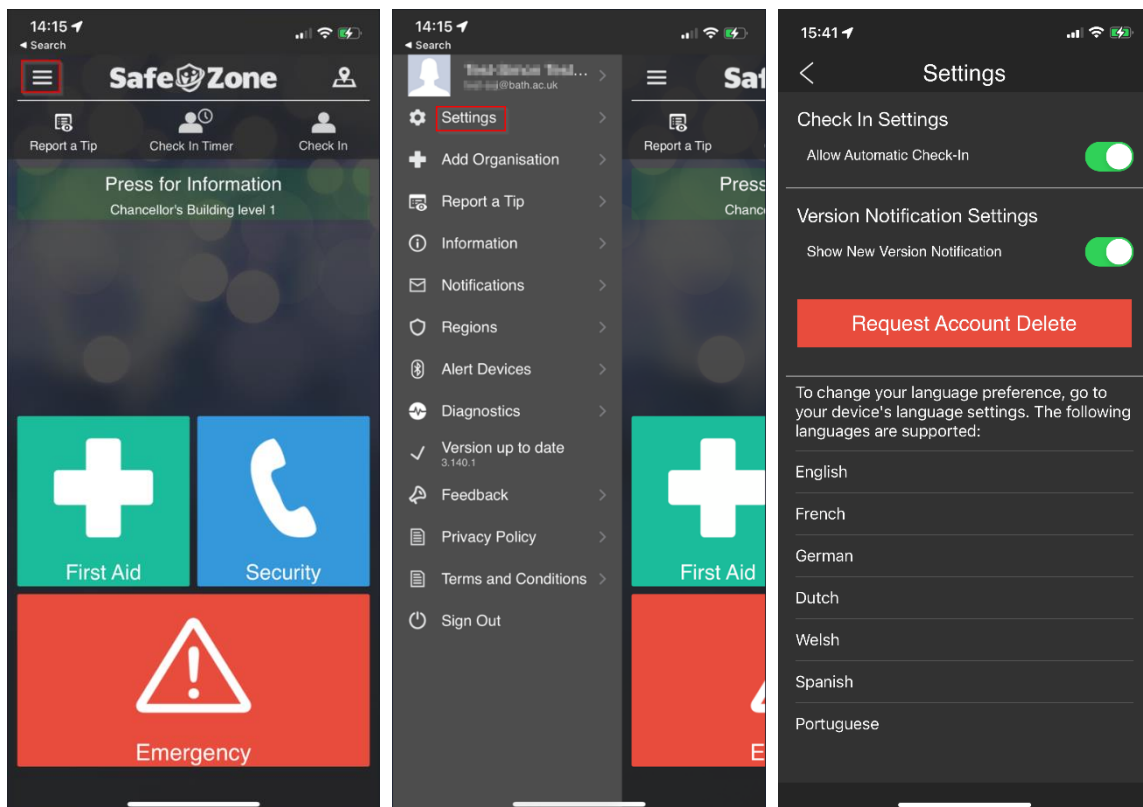 14:15
Search
SafeZone
Report a Tip
Check In Timer
Check In
Press for Information
Chancellor's Building level 1
First Aid
Security
Emergency
14:15
Search
@bath.ac.uk
Settings
Add Organisation
Report a Tip
Information
Notifications
Regions
Alert Devices
Diagnostics
Version up to date
3.140.1
Feedback
Privacy Policy
Terms and Conditions
Sign Out
Saf
Report a Tip
Press
Chanc
First Aid
E
15:41
Settings
Check In Settings
Allow Automatic Check-In
Version Notification Settings
Show New Version Notification
Request Account Delete
To change your language preference, go to
your device's language settings. The following
languages are supported:
English
French
German
Dutch
Welsh
Spanish
Portuguese